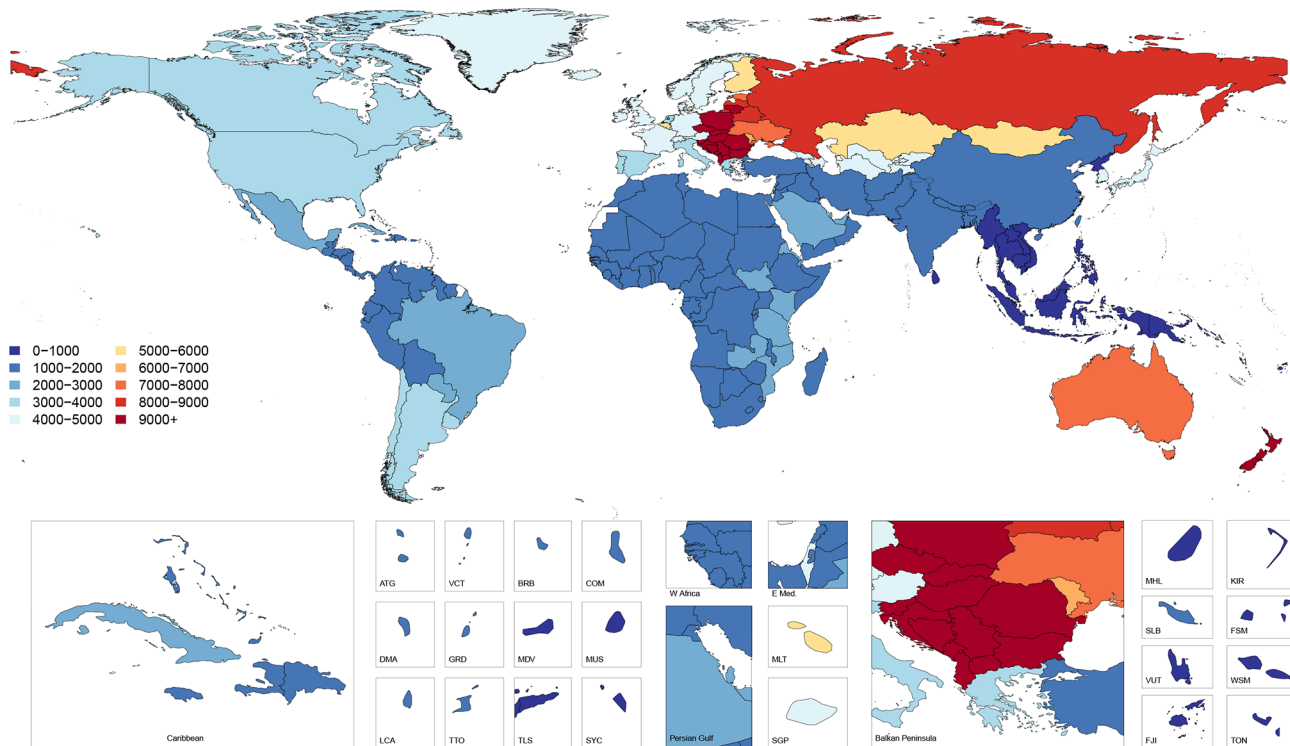 0−1000
1000−2000
2000−3000
3000−4000
4000−5000
5000−6000
6000−7000
7000−8000
8000−9000
9000+
Caribbean
ATG
VCT
BRB
COM
DMA
GRD
MDV
MUS
LCA
TTO
TLS
SYC
W Africa
E Med.
Persian Gulf
MLT
SGP
Balkan Peninsula
MHL
KIR
SLB
FSM
VUT
WSM
FJI
TON